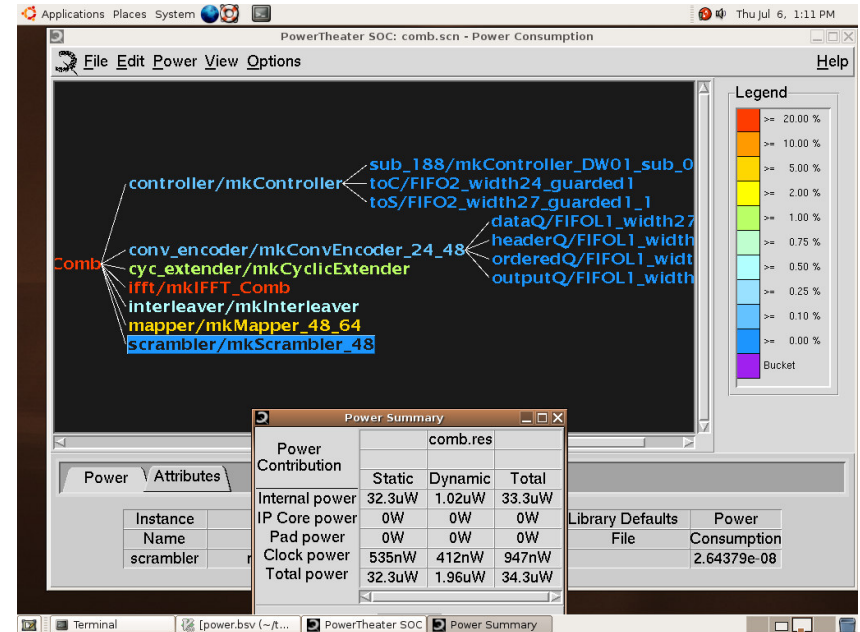 Applications Places System
Thu Jul 6, 1:11 PM
PowerTheater SOC: comb.scn - Power Consumption
File Edit Power View Options Help
Legend
>= 20.00 %
>= 10.00 %
>= 5.00 %
>= 2.00 %
>= 1.00 %
>= 0.75 %
>= 0.50 %
>= 0.25 %
>= 0.10 %
>= 0.00 %
Bucket
sub_188/mkController_DW01_sub_0
controller/mkController
toC/FIFO2_width24_guarded1
toS/FIFO2_width27_guarded1_1
dataQ/FIFOL1_width27
headerQ/FIFOL1_width
conv_encoder/mkConvEncoder_24_48
orderedQ/FIFOL1_widt
outputQ/FIFOL1_width
Comb
cyc_extender/mkCyclicExtender
ifft/mkIFFT_Comb
interleaver/mkInterleaver
mapper/mkMapper_48_64
scrambler/mkScrambler_48
Power Attributes
Instance Name
scrambler
Library Defaults File
Power Consumption
2.64379e-08
Power Summary
Power Contribution
comb.res
Static Dynamic Total
Internal power 32.3uW 1.02uW 33.3uW
IP Core power 0W 0W 0W
Pad power 0W 0W 0W
Clock power 535nW 412nW 947nW
Total power 32.3uW 1.96uW 34.3uW
Terminal
[power.bsv (~/t...
PowerTheater SOC
Power Summary